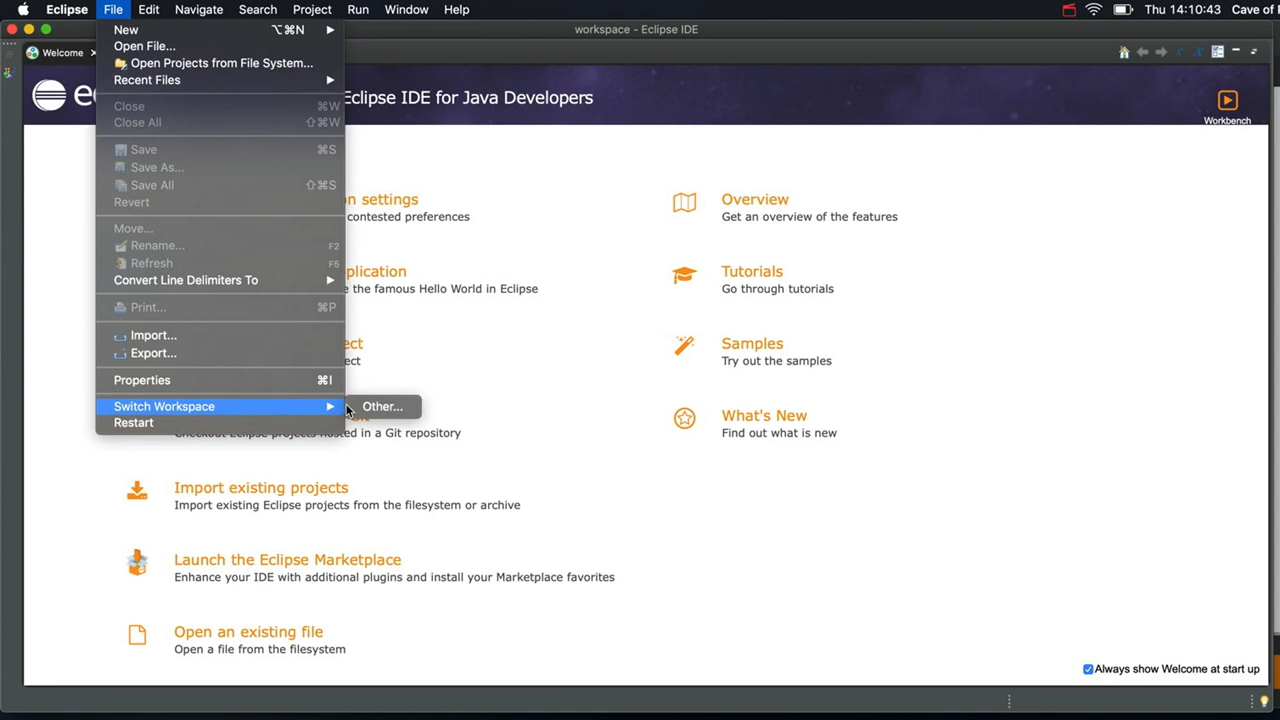 Eclipse File Edit Navigate Search Project Run Window Help Thu 14:10:43 Cave of
workspace - Eclipse IDE
Welcome
New ⌥⌘N
Open File...
Open Projects from File System...
Recent Files
Close ⌘W
Close All ⇧⌘W
Save ⌘S
Save As...
Save All ⇧⌘S
Revert
Move...
Rename... F2
Refresh F5
Convert Line Delimiters To
Print... ⌘P
Import...
Export...
Properties ⌘I
Switch Workspace
Restart
Other...
Eclipse IDE for Java Developers
Workbench
n settings
contested preferences
plication
e the famous Hello World in Eclipse
ect
ect
Checkout Eclipse projects hosted in a Git repository
Import existing projects
Import existing Eclipse projects from the filesystem or archive
Launch the Eclipse Marketplace
Enhance your IDE with additional plugins and install your Marketplace favorites
Open an existing file
Open a file from the filesystem
Overview
Get an overview of the features
Tutorials
Go through tutorials
Samples
Try out the samples
What's New
Find out what is new
Always show Welcome at start up